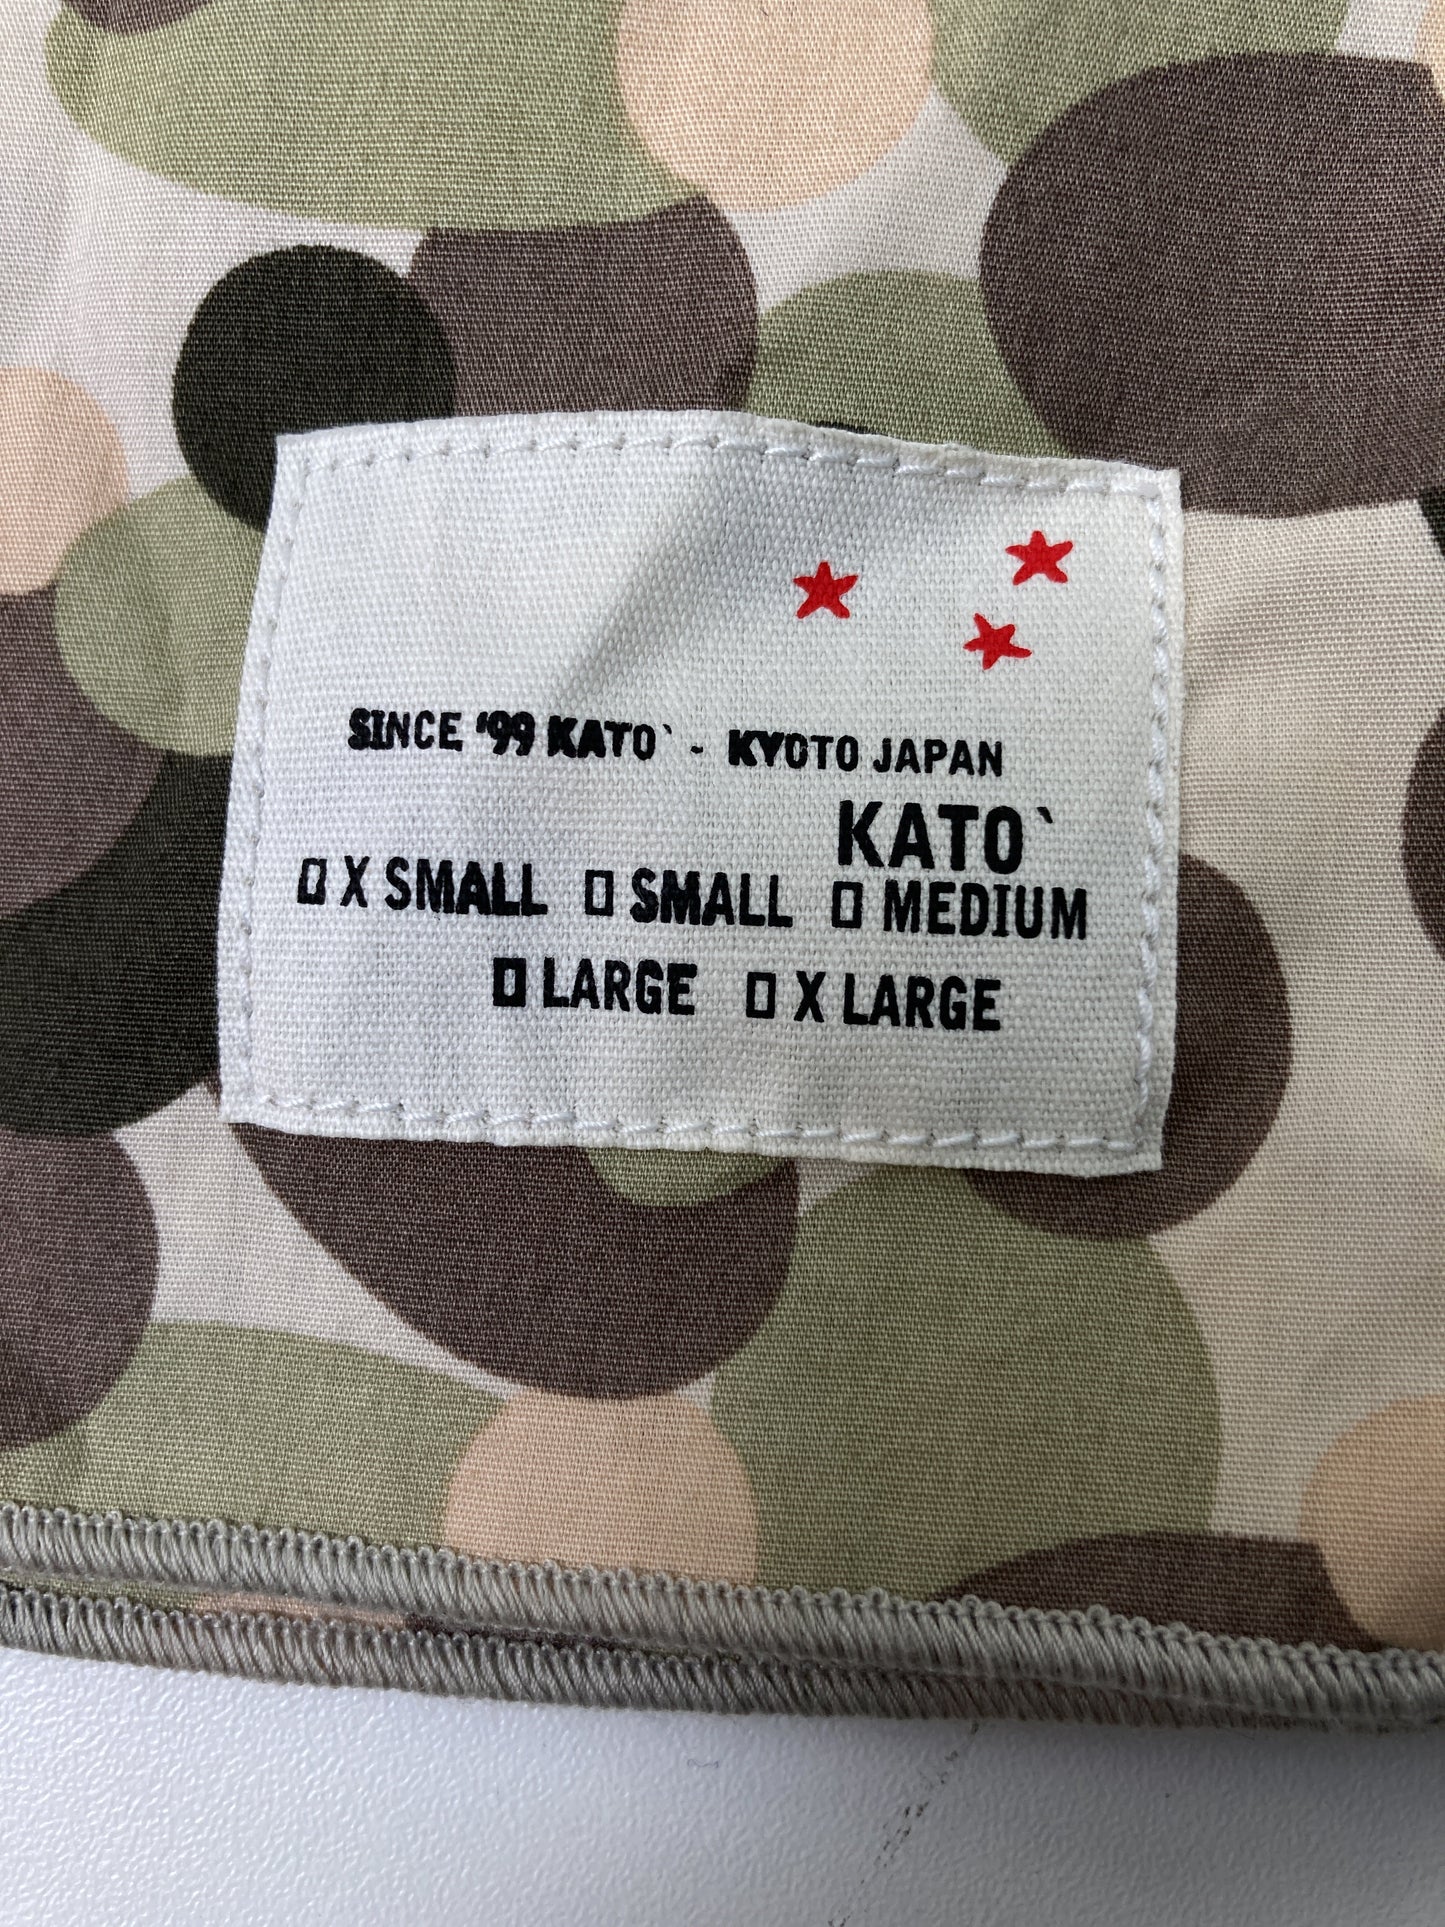 SINCE '99 KATO` - KYOTO JAPAN
KATO`
X SMALL SMALL MEDIUM
LARGE X LARGE